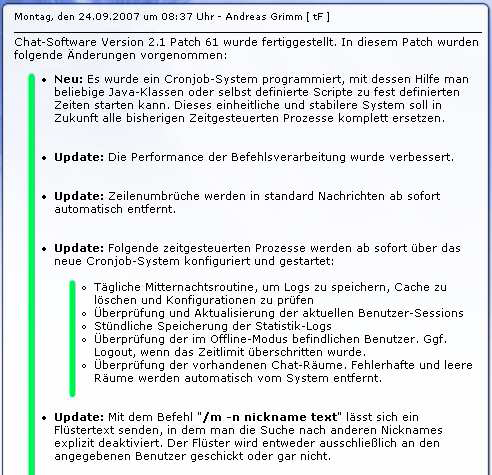 Montag, den 24.09.2007 um 08:37 Uhr - Andreas Grimm [ tF ]
Chat-Software Version 2.1 Patch 61 wurde fertiggestellt. In diesem Patch wurden
folgende Änderungen vorgenommen:
• Neu: Es wurde ein Cronjob-System programmiert, mit dessen Hilfe man
beliebige Java-Klassen oder selbst definierte Scripte zu fest definierten
Zeiten starten kann. Dieses einheitliche und stabilere System soll in
Zukunft alle bisherigen Zeitgesteuerten Prozesse komplett ersetzen.
• Update: Die Performance der Befehlsverarbeitung wurde verbessert.
• Update: Zeilenumbrüche werden in standard Nachrichten ab sofort
automatisch entfernt.
• Update: Folgende zeitgesteuerten Prozesse werden ab sofort über das
neue Cronjob-System konfiguriert und gestartet:
◦ Tägliche Mitternachtsroutine, um Logs zu speichern, Cache zu
löschen und Konfigurationen zu prüfen
◦ Überprüfung und Aktualisierung der aktuellen Benutzer-Sessions
◦ Stündliche Speicherung der Statistik-Logs
◦ Überprüfung der im Offline-Modus befindlichen Benutzer. Ggf.
Logout, wenn das Zeitlimit überschritten wurde.
◦ Überprüfung der vorhandenen Chat-Räume. Fehlerhafte und leere
Räume werden automatisch vom System entfernt.
• Update: Mit dem Befehl "/m -n nickname text" lässt sich ein
Flüstertext senden, in dem man die Suche nach anderen Nicknames
explizit deaktiviert. Der Flüster wird entweder ausschließlich an den
angegebenen Benutzer geschickt oder gar nicht.